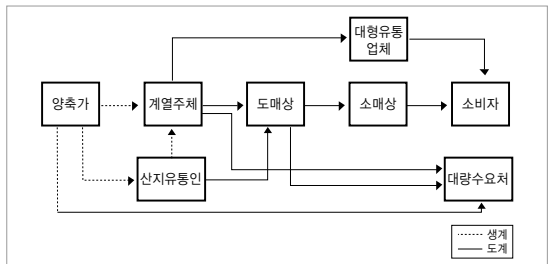 대형유통
업체
양축가
계열주체
도매상
소매상
소비자
산지유통인
대량수요처
생계
도계